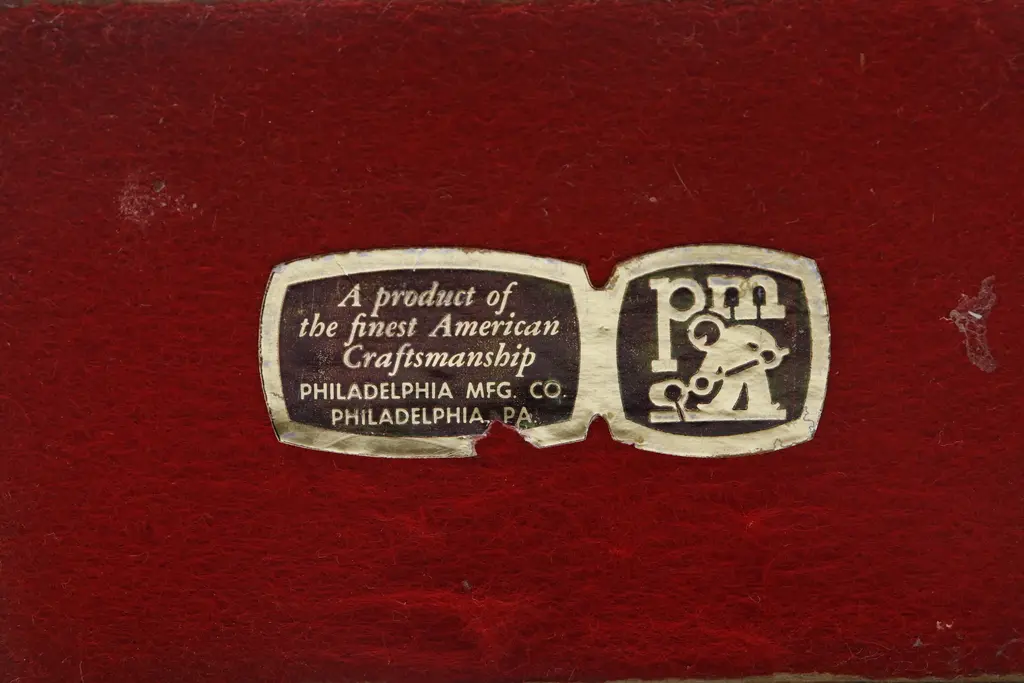 A product of
the finest American
Craftsmanship
PHILADELPHIA MFG. CO.
PHILADELPHIA, PA.
pm